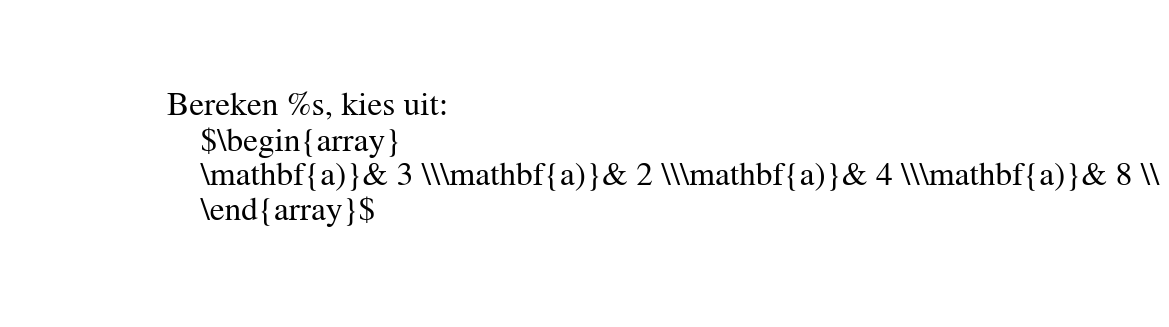 Bereken %s, kies uit:
$\begin{array}
\mathbf{a)}& 3 \\\mathbf{a)}& 2 \\\mathbf{a)}& 4 \\\mathbf{a)}& 8 \\
\end{array}$